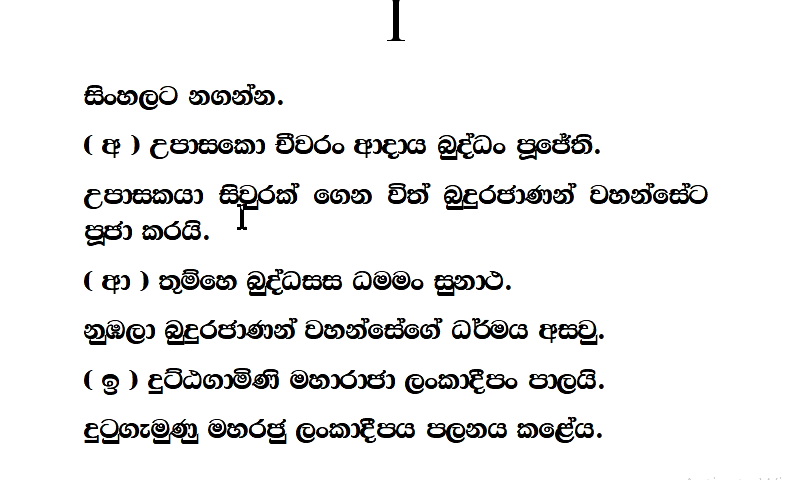 I
සිංහලට නගන්න.
( අ ) උපාසකො චීවරං ආදාය බුද්ධං පූජේති.
උපාසකයා සිවුරක් ගෙන විත් බුදුරජාණන් වහන්සේට
පූජා කරයි.
( ආ ) තුම්හෙ බුද්ධසස ධමමං සුනාථ.
නුඹලා බුදුරජාණන් වහන්සේගේ ධර්මය අසවු.
( ඉ ) දුට්ඨගාමිණි මහාරාජා ලංකාදීපං පාලයි.
දුටුගැමුණු මහරජු ලංකාදීපය පලනය කළේය.